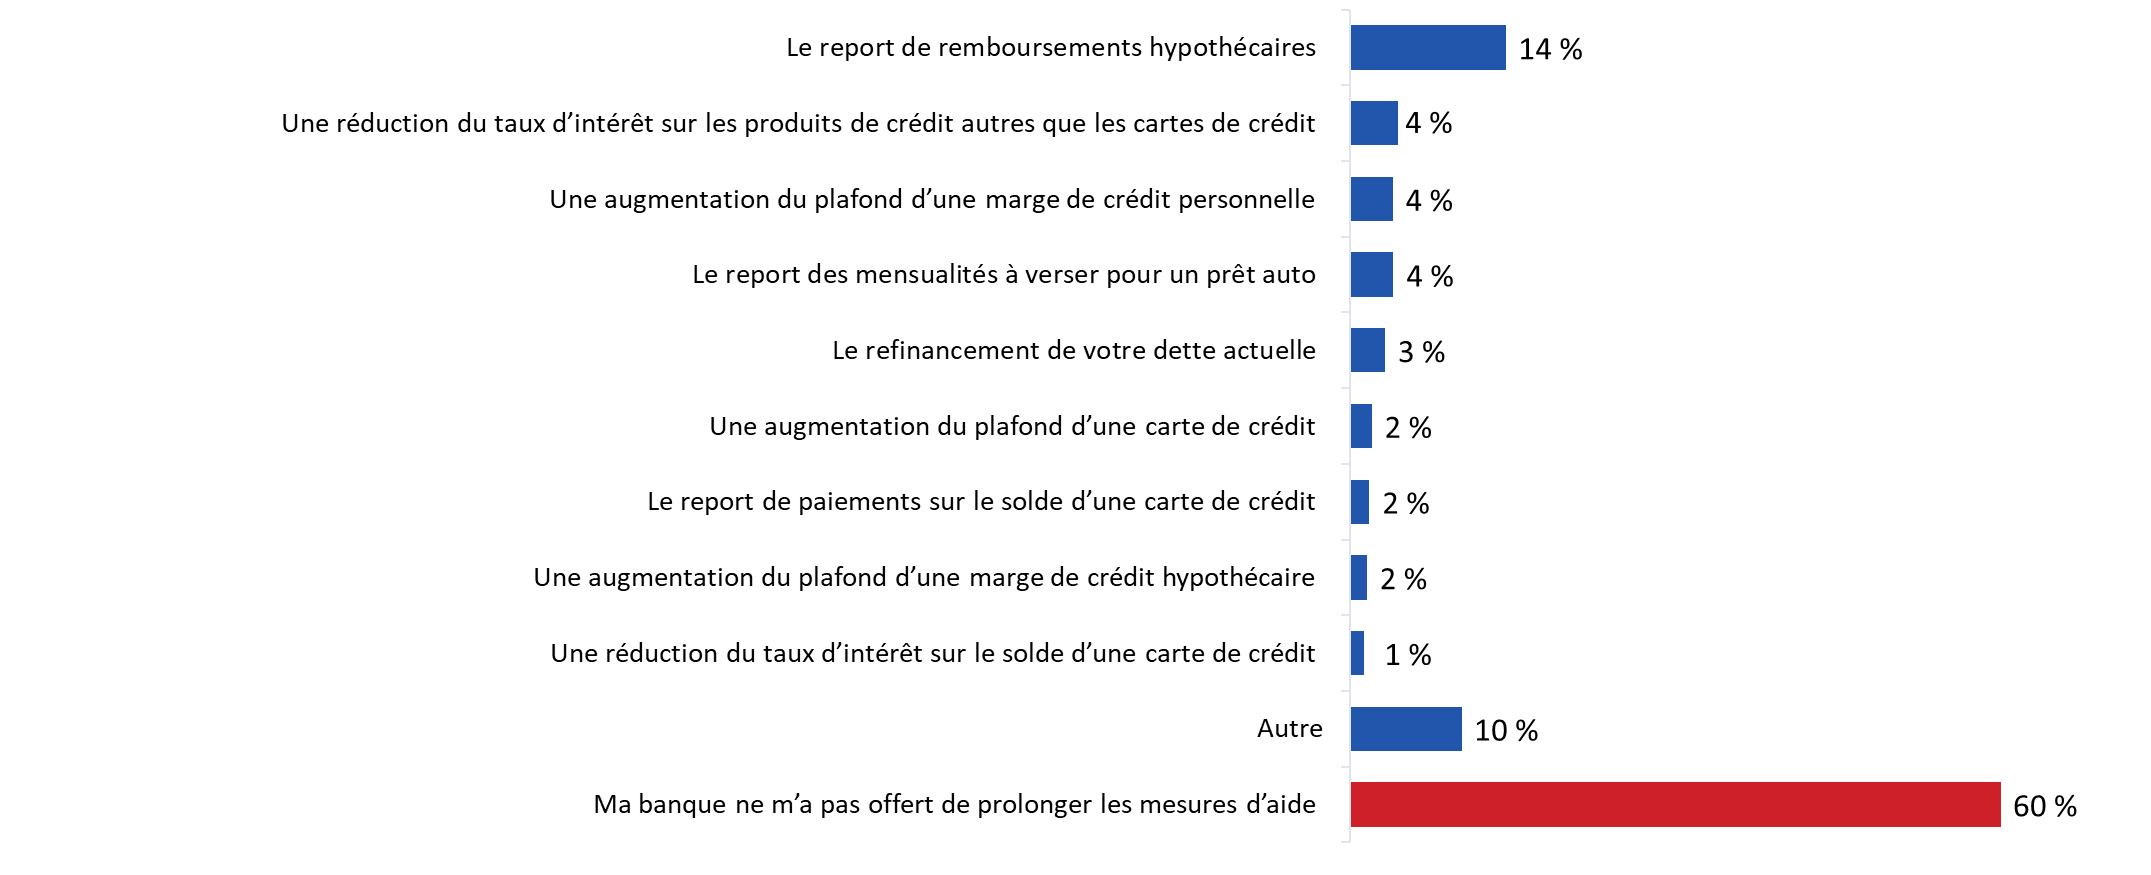 Le report de remboursements hypothécaires 14 %
Une réduction du taux d’intérêt sur les produits de crédit autres que les cartes de crédit 4 %
Une augmentation du plafond d’une marge de crédit personnelle 4 %
Le report des mensualités à verser pour un prêt auto 4 %
Le refinancement de votre dette actuelle 3 %
Une augmentation du plafond d’une carte de crédit 2 %
Le report de paiements sur le solde d’une carte de crédit 2 %
Une augmentation du plafond d’une marge de crédit hypothécaire 2 %
Une réduction du taux d’intérêt sur le solde d’une carte de crédit 1 %
Autre 10 %
Ma banque ne m’a pas offert de prolonger les mesures d’aide 60 %